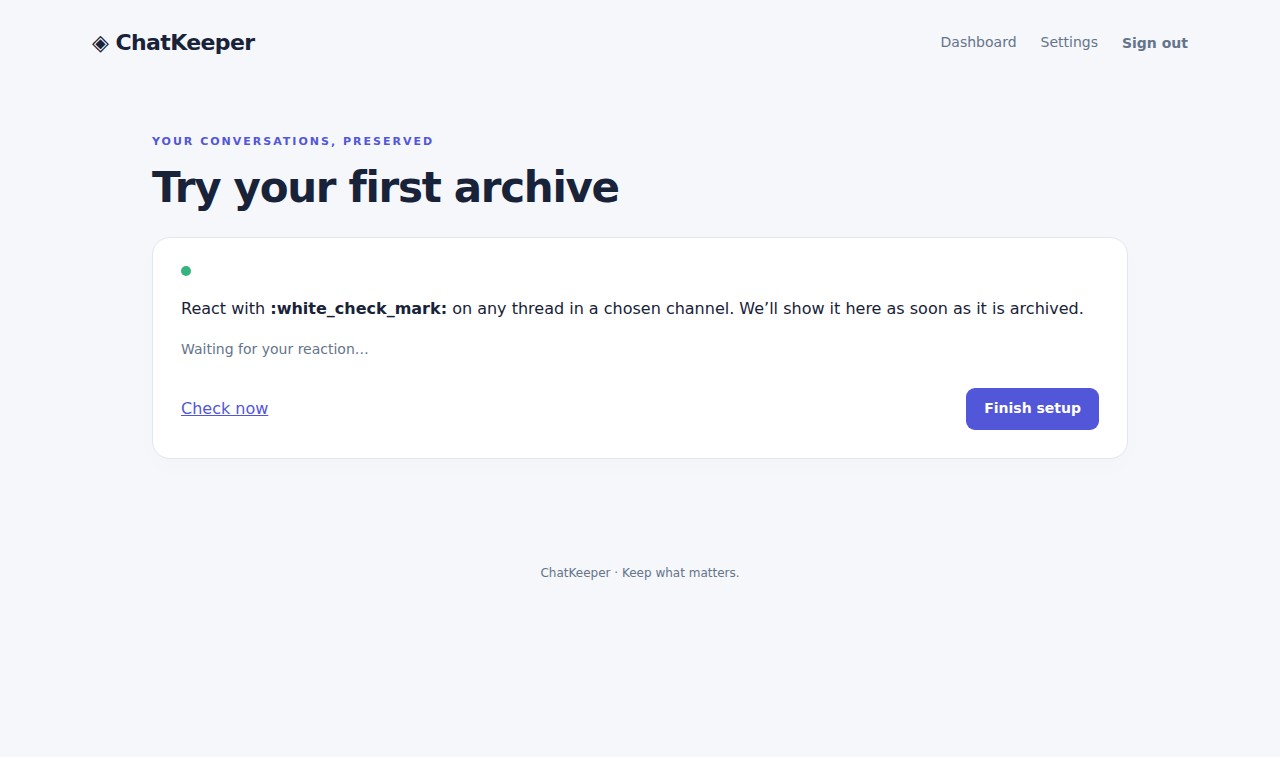 ◈ ChatKeeper
Dashboard Settings Sign out
YOUR CONVERSATIONS, PRESERVED
Try your first archive
React with :white_check_mark: on any thread in a chosen channel. We’ll show it here as soon as it is archived.
Waiting for your reaction…
Check now
Finish setup
ChatKeeper · Keep what matters.